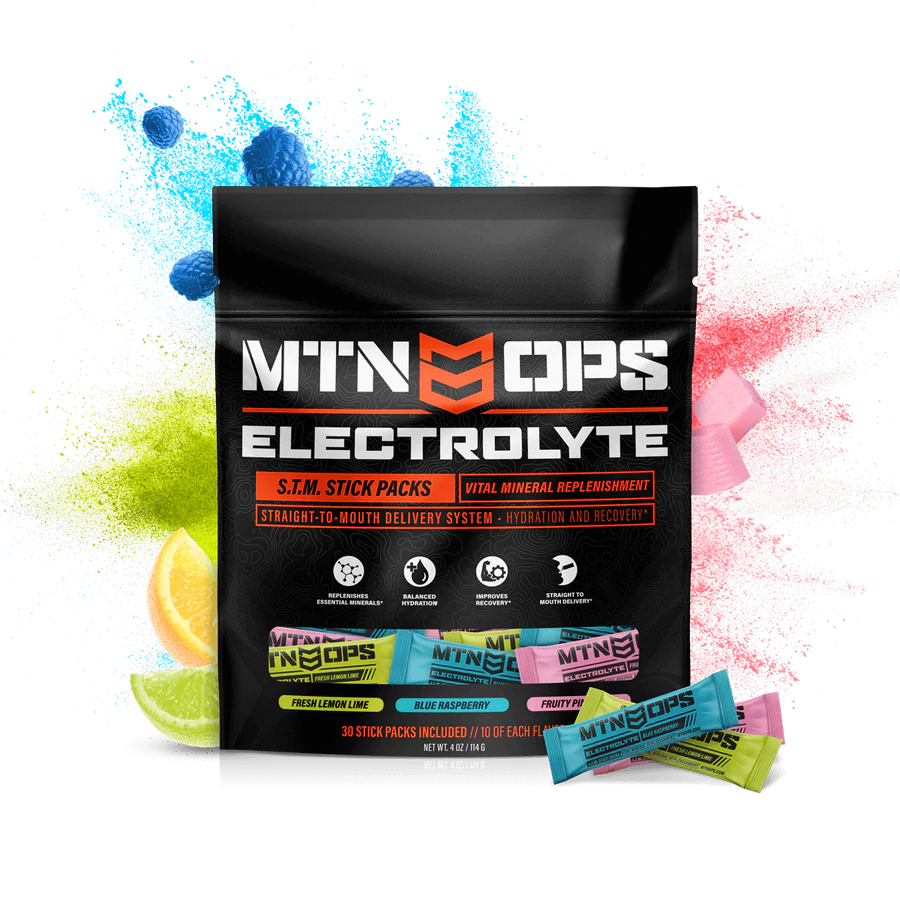 MTN OPS
ELECTROLYTE
S.T.M. STICK PACKS
VITAL MINERAL REPLENISHMENT
STRAIGHT-TO-MOUTH DELIVERY SYSTEM - HYDRATION AND RECOVERY*
REPLENISHES
ESSENTIAL MINERALS*
BALANCED
HYDRATION
IMPROVES
RECOVERY*
STRAIGHT TO
MOUTH DELIVERY*
MTN OPS
FRESH LEMON LIME
MTN OPS
ELECTROLYTE
MTN
ELECTROLYTE
FRESH LEMON LIME
BLUE RASPBERRY
FRUITY
30 STICK PACKS INCLUDED // 10 OF EACH
NET WT. 4 OZ / 114 G
MTN OPS
ELECTROLYTE BLUE RASPBERRY
OPS
FRESH LEMON LIME